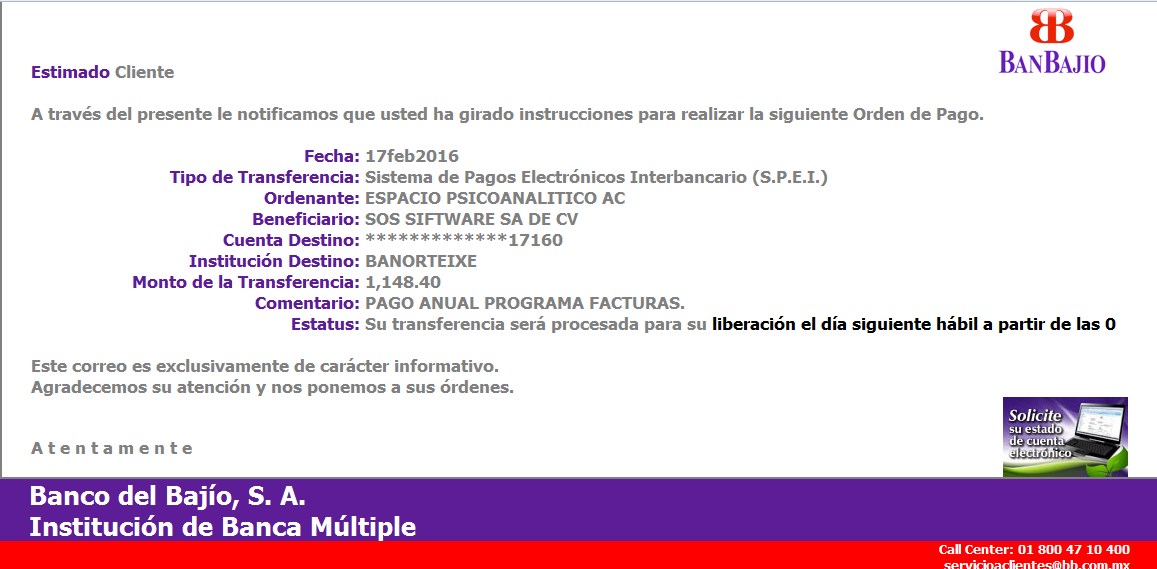 BANBAJIO
Estimado Cliente
A través del presente le notificamos que usted ha girado instrucciones para realizar la siguiente Orden de Pago.
Fecha: 17feb2016
Tipo de Transferencia: Sistema de Pagos Electrónicos Interbancario (S.P.E.I.)
Ordenante: ESPACIO PSICOANALITICO AC
Beneficiario: SOS SIFTWARE SA DE CV
Cuenta Destino: *************17160
Institución Destino: BANORTEIXE
Monto de la Transferencia: 1,148.40
Comentario: PAGO ANUAL PROGRAMA FACTURAS.
Estatus: Su transferencia será procesada para su liberación el día siguiente hábil a partir de las 0
Este correo es exclusivamente de carácter informativo.
Agradecemos su atención y nos ponemos a sus órdenes.
Solicite
su estado
de cuenta
electrónico
A t e n t a m e n t e
Banco del Bajío, S. A.
Institución de Banca Múltiple
Call Center: 01 800 47 10 400
servicioaclientes@bb.com.mx